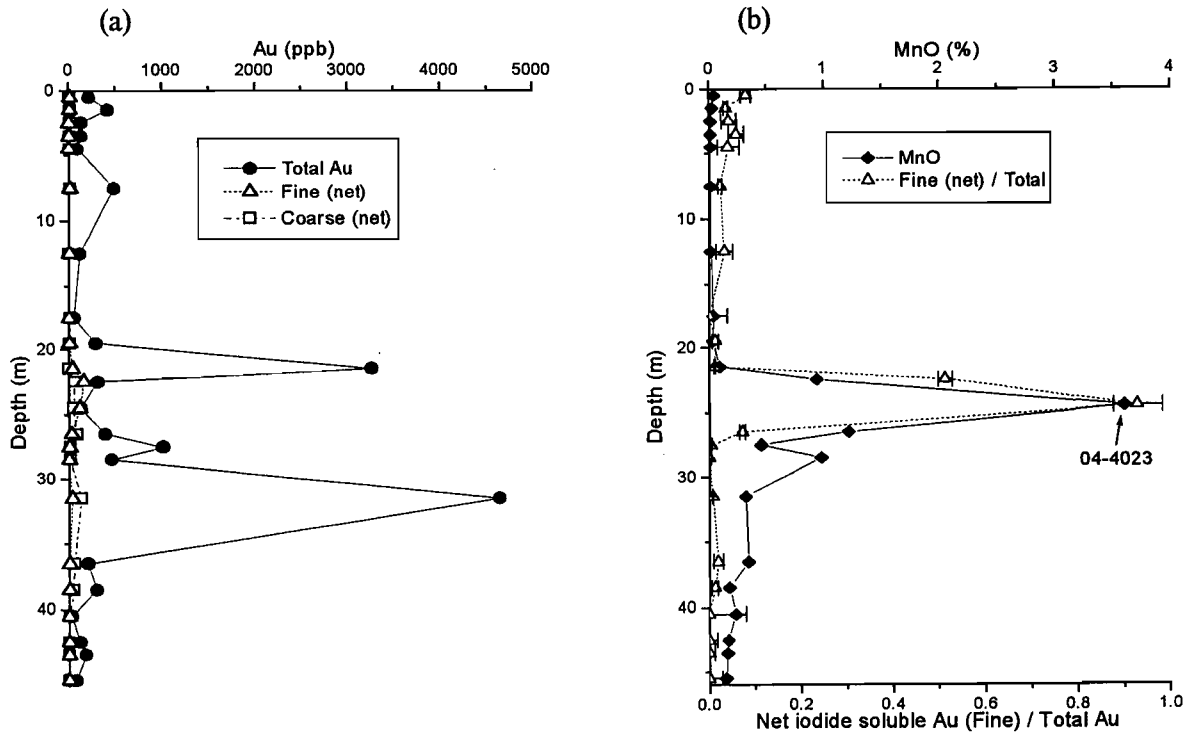 (a)
Au (ppb)
0 1000 2000 3000 4000 5000
0
10
20
30
40
Depth (m)
Total Au
Fine (net)
Coarse (net)
(b)
MnO (%)
0 1 2 3 4
0
10
20
30
40
Depth (m)
MnO
Fine (net) / Total
04-4023
0.0 0.2 0.4 0.6 0.8 1.0
Net iodide soluble Au (Fine) / Total Au